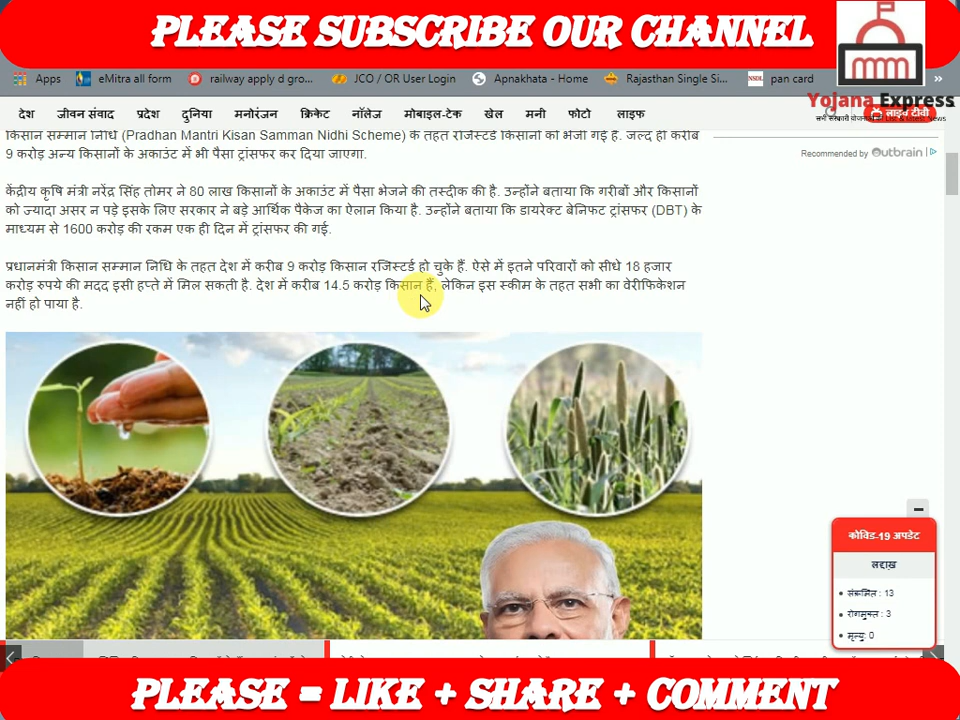 PLEASE SUBSCRIBE OUR CHANNEL
Apps eMitra all form railway apply d gro... JCO / OR User Login Apnakhata - Home Rajasthan Single Si... NSDL pan card »
Yojana Express
देश जीवन संवाद प्रदेश दुनिया मनोरंजन क्रिकेट नॉलेज मोबाइल-टेक खेल मनी फोटो लाइफ लाइव टीवी
किसान सम्मान निधि (Pradhan Mantri Kisan Samman Nidhi Scheme) के तहत रजिस्टर्ड किसानों को भेजी गई है. जल्द ही करीब
9 करोड़ अन्य किसानों के अकाउंट में भी पैसा ट्रांसफर कर दिया जाएगा.
Recommended by Outbrain
केंद्रीय कृषि मंत्री नरेंद्र सिंह तोमर ने 80 लाख किसानों के अकाउंट में पैसा भेजने की तस्दीक की है. उन्होंने बताया कि गरीबों और किसानों
को ज्यादा असर न पड़े इसके लिए सरकार ने बड़े आर्थिक पैकेज का ऐलान किया है. उन्होंने बताया कि डायरेक्ट बेनिफट ट्रांसफर (DBT) के
माध्यम से 1600 करोड़ की रकम एक ही दिन में ट्रांसफर की गई.
प्रधानमंत्री किसान सम्मान निधि के तहत देश में करीब 9 करोड़ किसान रजिस्टर्ड हो चुके हैं. ऐसे में इतने परिवारों को सीधे 18 हजार
करोड़ रुपये की मदद इसी हफ्ते में मिल सकती है. देश में करीब 14.5 करोड़ किसान हैं, लेकिन इस स्कीम के तहत सभी का वेरीफिकेशन
नहीं हो पाया है.
कोविड-19 अपडेट
लद्दाख़
संक्रमित : 13
रोगमुक्त : 3
मृत्यु: 0
PLEASE = LIKE + SHARE + COMMENT